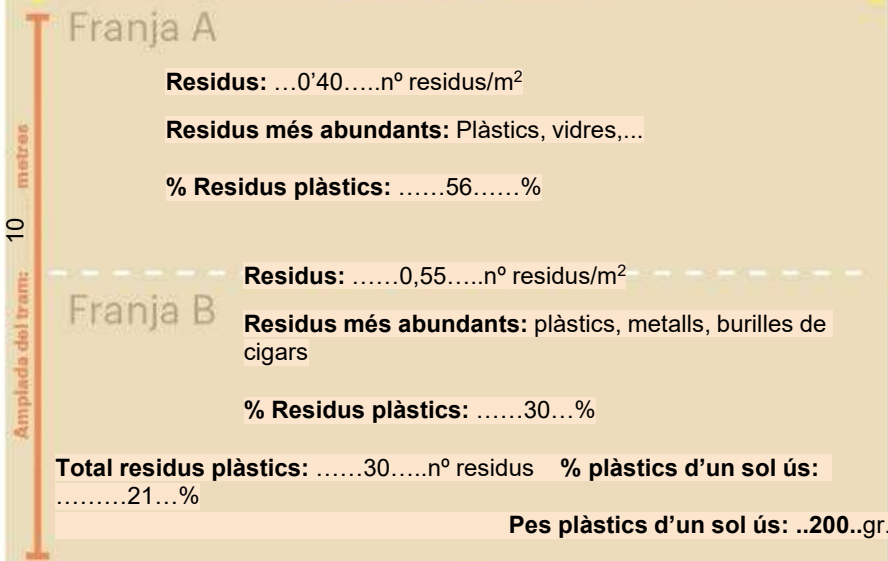 Franja A
Residus: …0'40…..nº residus/m²
Residus més abundants: Plàstics, vidres,...
% Residus plàstics: ……56……%
Amplada del tram: 10 metres
Residus: ……0,55…..nº residus/m²
Franja B
Residus més abundants: plàstics, metalls, burilles de
cigars
% Residus plàstics: ……30…%
Total residus plàstics: ……30…..nº residus % plàstics d'un sol ús:
………21…%
Pes plàstics d'un sol ús: ..200..gr.